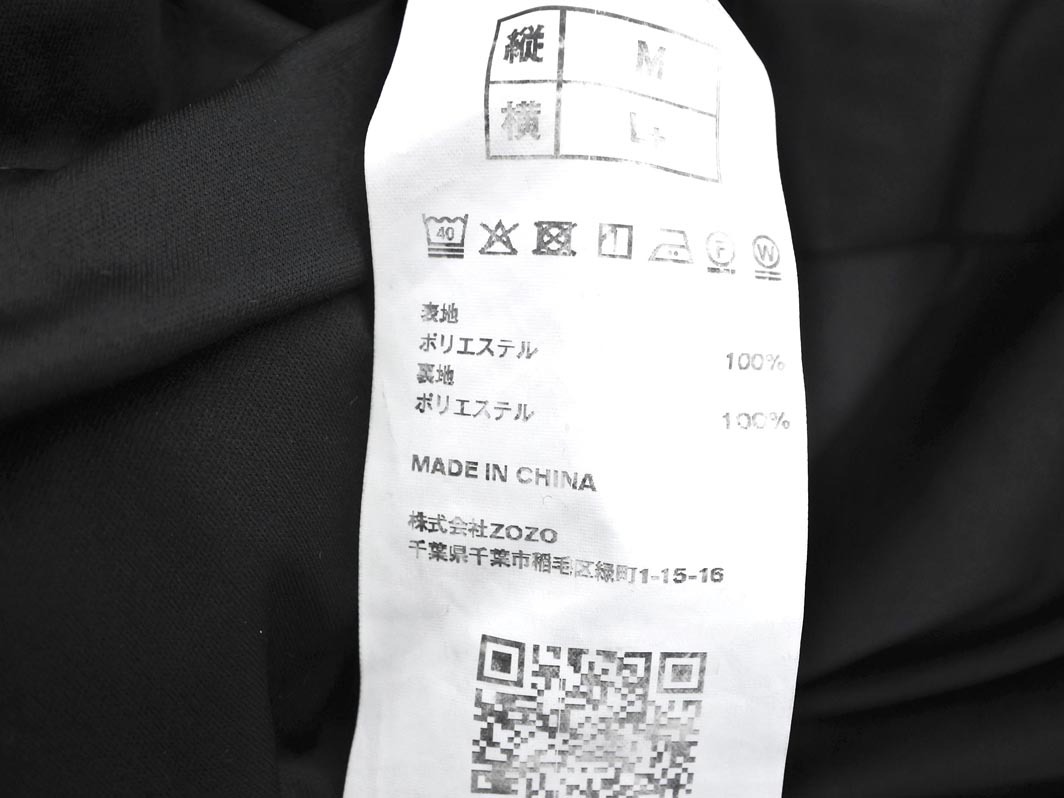 縦 M
横 L+
40 F W
表地
ポリエステル 100%
裏地
ポリエステル 100%
MADE IN CHINA
株式会社ZOZO
千葉県千葉市稲毛区緑町1-15-16